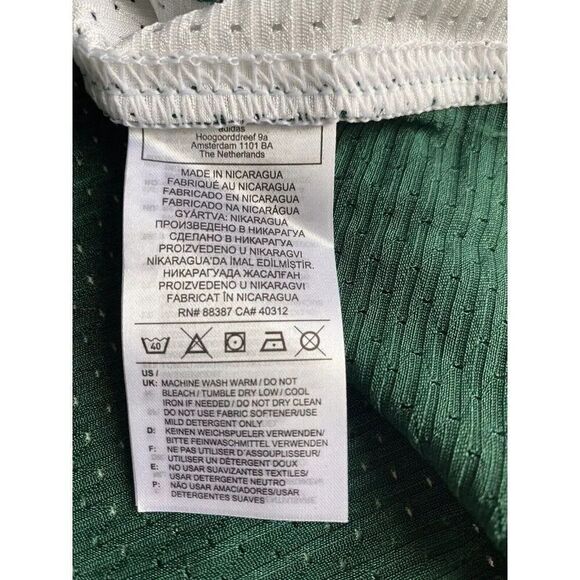 adidas
Hoogoorddreef 9a
Amsterdam 1101 BA
The Netherlands
MADE IN NICARAGUA
FABRIQUÉ AU NICARAGUA
FABRICADO EN NICARAGUA
FABRICADO NA NICARÁGUA
GYÁRTVA: NIKARAGUA
ПРОИЗВЕДЕНО В НИКАРАГУА
СДЕЛАНО В НИКАРАГУА
PROIZVEDENO U NIKARAGVI
NİKARAGUA'DA İMAL EDİLMİŞTİR.
НИКАРАГУАДА ЖАСАЛҒАН
PROIZVEDENO U NIKARAGVI
FABRICAT ÎN NICARAGUA
RN# 88387 CA# 40312
40
US /
UK: MACHINE WASH WARM / DO NOT
BLEACH / TUMBLE DRY LOW / COOL
IRON IF NEEDED / DO NOT DRY CLEAN
DO NOT USE FABRIC SOFTENER/USE
MILD DETERGENT ONLY
D: KEINEN WEICHSPUELER VERWENDEN/
BITTE FEINWASCHMITTEL VERWENDEN
F: NE PAS UTILISER D´ASSOUPLISSEUR/
UTILISER UN DÉTERGENT DOUX
E: NO USAR SUAVIZANTES TEXTILES/
USAR DETERGENTE NEUTRO
P: NÃO USAR AMACIADORES/USAR
DETERGENTES SUAVES